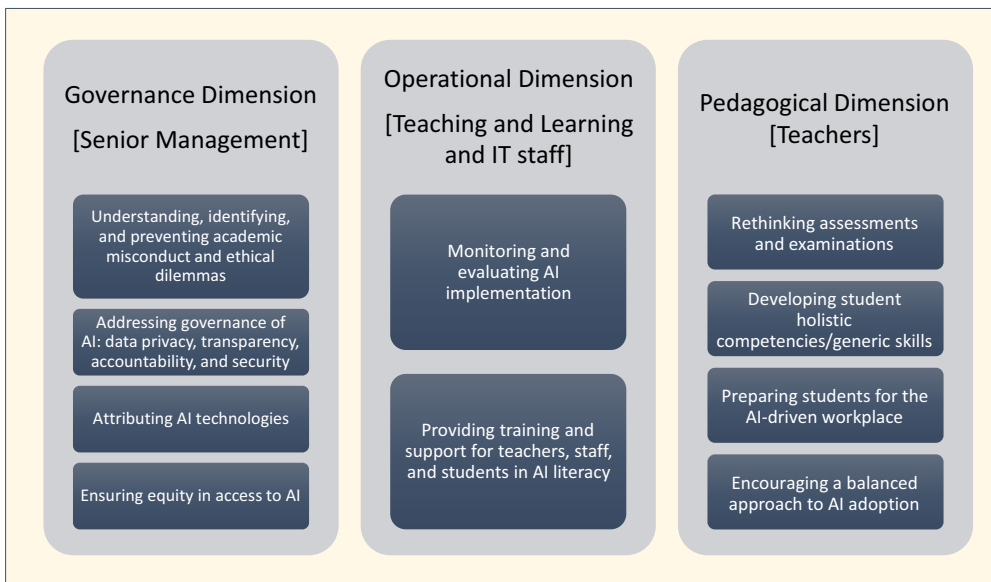 Governance Dimension
[Senior Management]
Understanding, identifying,
and preventing academic
misconduct and ethical
dilemmas
Addressing governance of
AI: data privacy, transparency,
accountability, and security
Attributing AI technologies
Ensuring equity in access to AI
Operational Dimension
[Teaching and Learning
and IT staff]
Monitoring and
evaluating AI
implementation
Providing training and
support for teachers, staff,
and students in AI literacy
Pedagogical Dimension
[Teachers]
Rethinking assessments
and examinations
Developing student
holistic
competencies/generic skills
Preparing students for the
AI-driven workplace
Encouraging a balanced
approach to AI adoption